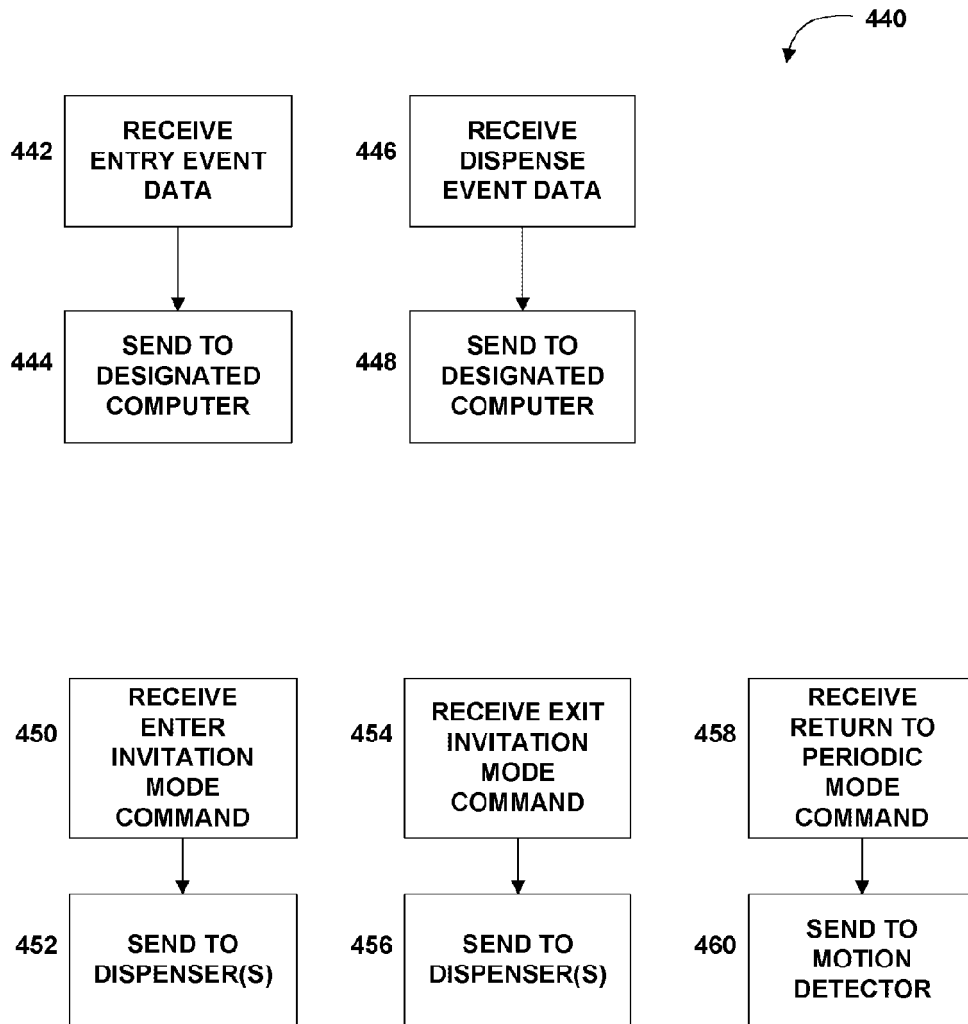 440
442
RECEIVE
ENTRY EVENT
DATA
446
RECEIVE
DISPENSE
EVENT DATA
444
SEND TO
DESIGNATED
COMPUTER
448
SEND TO
DESIGNATED
COMPUTER
450
RECEIVE
ENTER
INVITATION
MODE
COMMAND
454
RECEIVE EXIT
INVITATION
MODE
COMMAND
458
RECEIVE
RETURN TO
PERIODIC
MODE
COMMAND
452
SEND TO
DISPENSER(S)
456
SEND TO
DISPENSER(S)
460
SEND TO
MOTION
DETECTOR